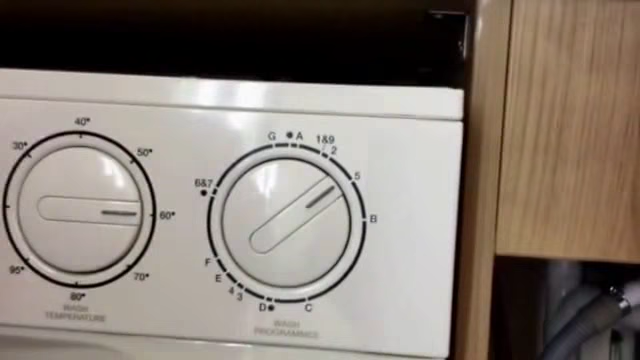 40°
30°
50°
60°
95°
70°
80°
WASH
TEMPERATURE
G
A
1&9
2
6&7
5
B
F
E
4
3
D
C
WASH
PROGRAMMES